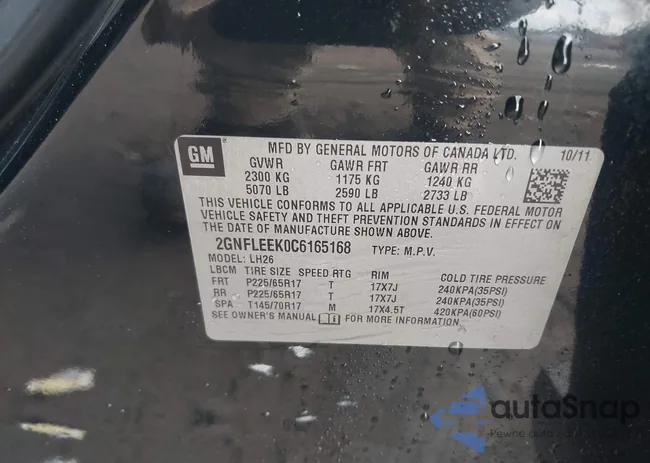 GM
MFD BY GENERAL MOTORS OF CANADA LTD. 10/11
GVWR GAWR FRT GAWR RR
2300 KG 1175 KG 1240 KG
5070 LB 2590 LB 2733 LB
THIS VEHICLE CONFORMS TO ALL APPLICABLE U.S. FEDERAL MOTOR
VEHICLE SAFETY AND THEFT PREVENTION STANDARDS IN EFFECT ON
THE DATE OF MANUFACTURE SHOWN ABOVE.
2GNFLEEK0C6165168 TYPE: M.P.V.
MODEL: LH26
LBCM TIRE SIZE SPEED RTG RIM COLD TIRE PRESSURE
FRT P225/65R17 T 17X7J 240KPA(35PSI)
RR P225/65R17 T 17X7J 240KPA(35PSI)
SPA T145/70R17 M 17X4.5T 420KPA(60PSI)
SEE OWNER'S MANUAL FOR MORE INFORMATION
autoSnap
Pewne auto